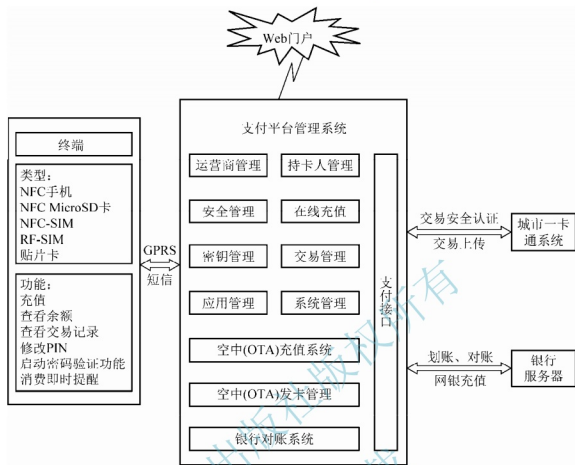 Web门户
终端
类型：
NFC手机
NFC MicroSD卡
NFC-SIM
RF-SIM
贴片卡
功能：
充值
查看余额
查看交易记录
修改PIN
启动密码验证功能
消费即时提醒
GPRS
短信
支付平台管理系统
运营商管理
持卡人管理
安全管理
在线充值
密钥管理
交易管理
应用管理
系统管理
空中(OTA)充值系统
空中(OTA)发卡管理
银行对账系统
支付接口
交易安全认证
交易上传
城市一卡
通系统
划账、对账
网银充值
银行
服务器
出版社版权所有